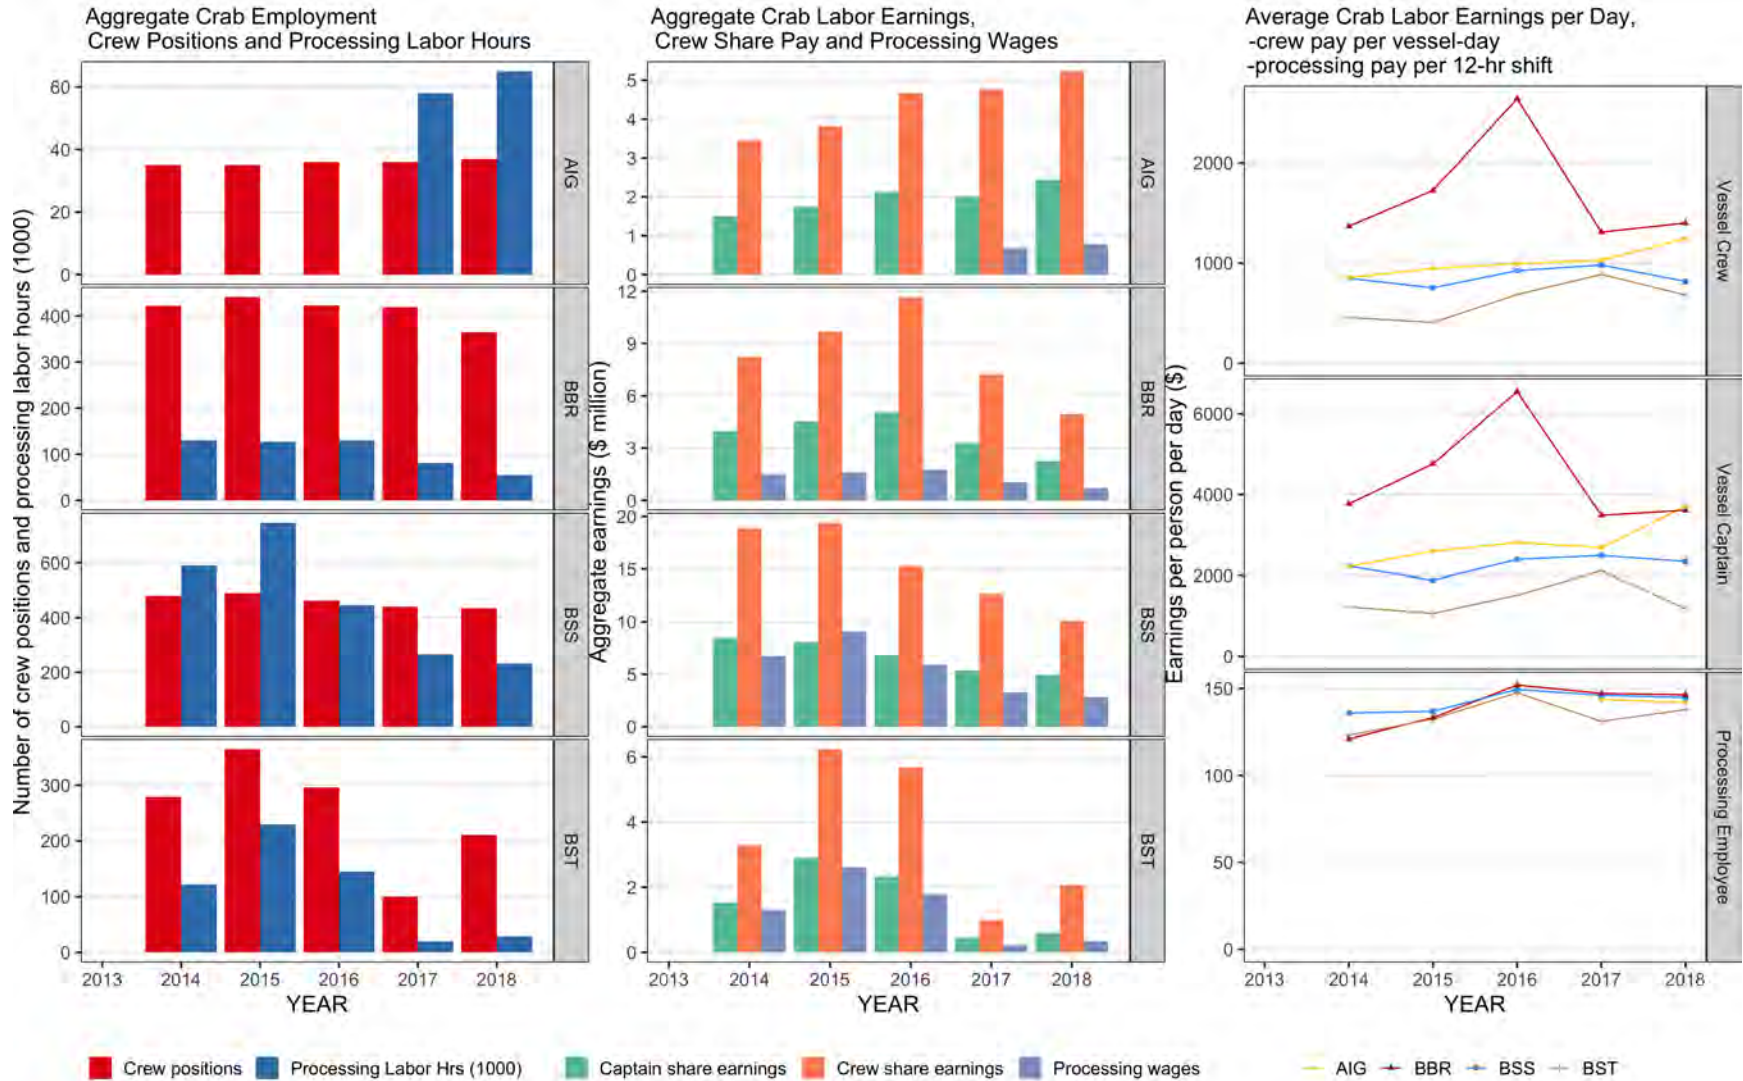 Aggregate Crab Employment
Crew Positions and Processing Labor Hours
Number of crew positions and processing labor hours (1000)
60
40
20
0
AIG
400
300
200
100
0
BBR
600
400
200
0
BSS
300
200
100
0
BST
2013 2014 2015 2016 2017 2018
YEAR
Crew positions Processing Labor Hrs (1000)
Aggregate Crab Labor Earnings,
Crew Share Pay and Processing Wages
Aggregate earnings ($ million)
5
4
3
2
1
0
AIG
12
9
6
3
0
BBR
20
15
10
5
0
BSS
6
4
2
0
BST
2013 2014 2015 2016 2017 2018
YEAR
Captain share earnings Crew share earnings Processing wages
Average Crab Labor Earnings per Day,
-crew pay per vessel-day
-processing pay per 12-hr shift
Earnings per person per day ($)
2000
1000
0
Vessel Crew
6000
4000
2000
0
Vessel Captain
150
100
50
0
Processing Employee
2013 2014 2015 2016 2017 2018
YEAR
AIG BBR BSS BST